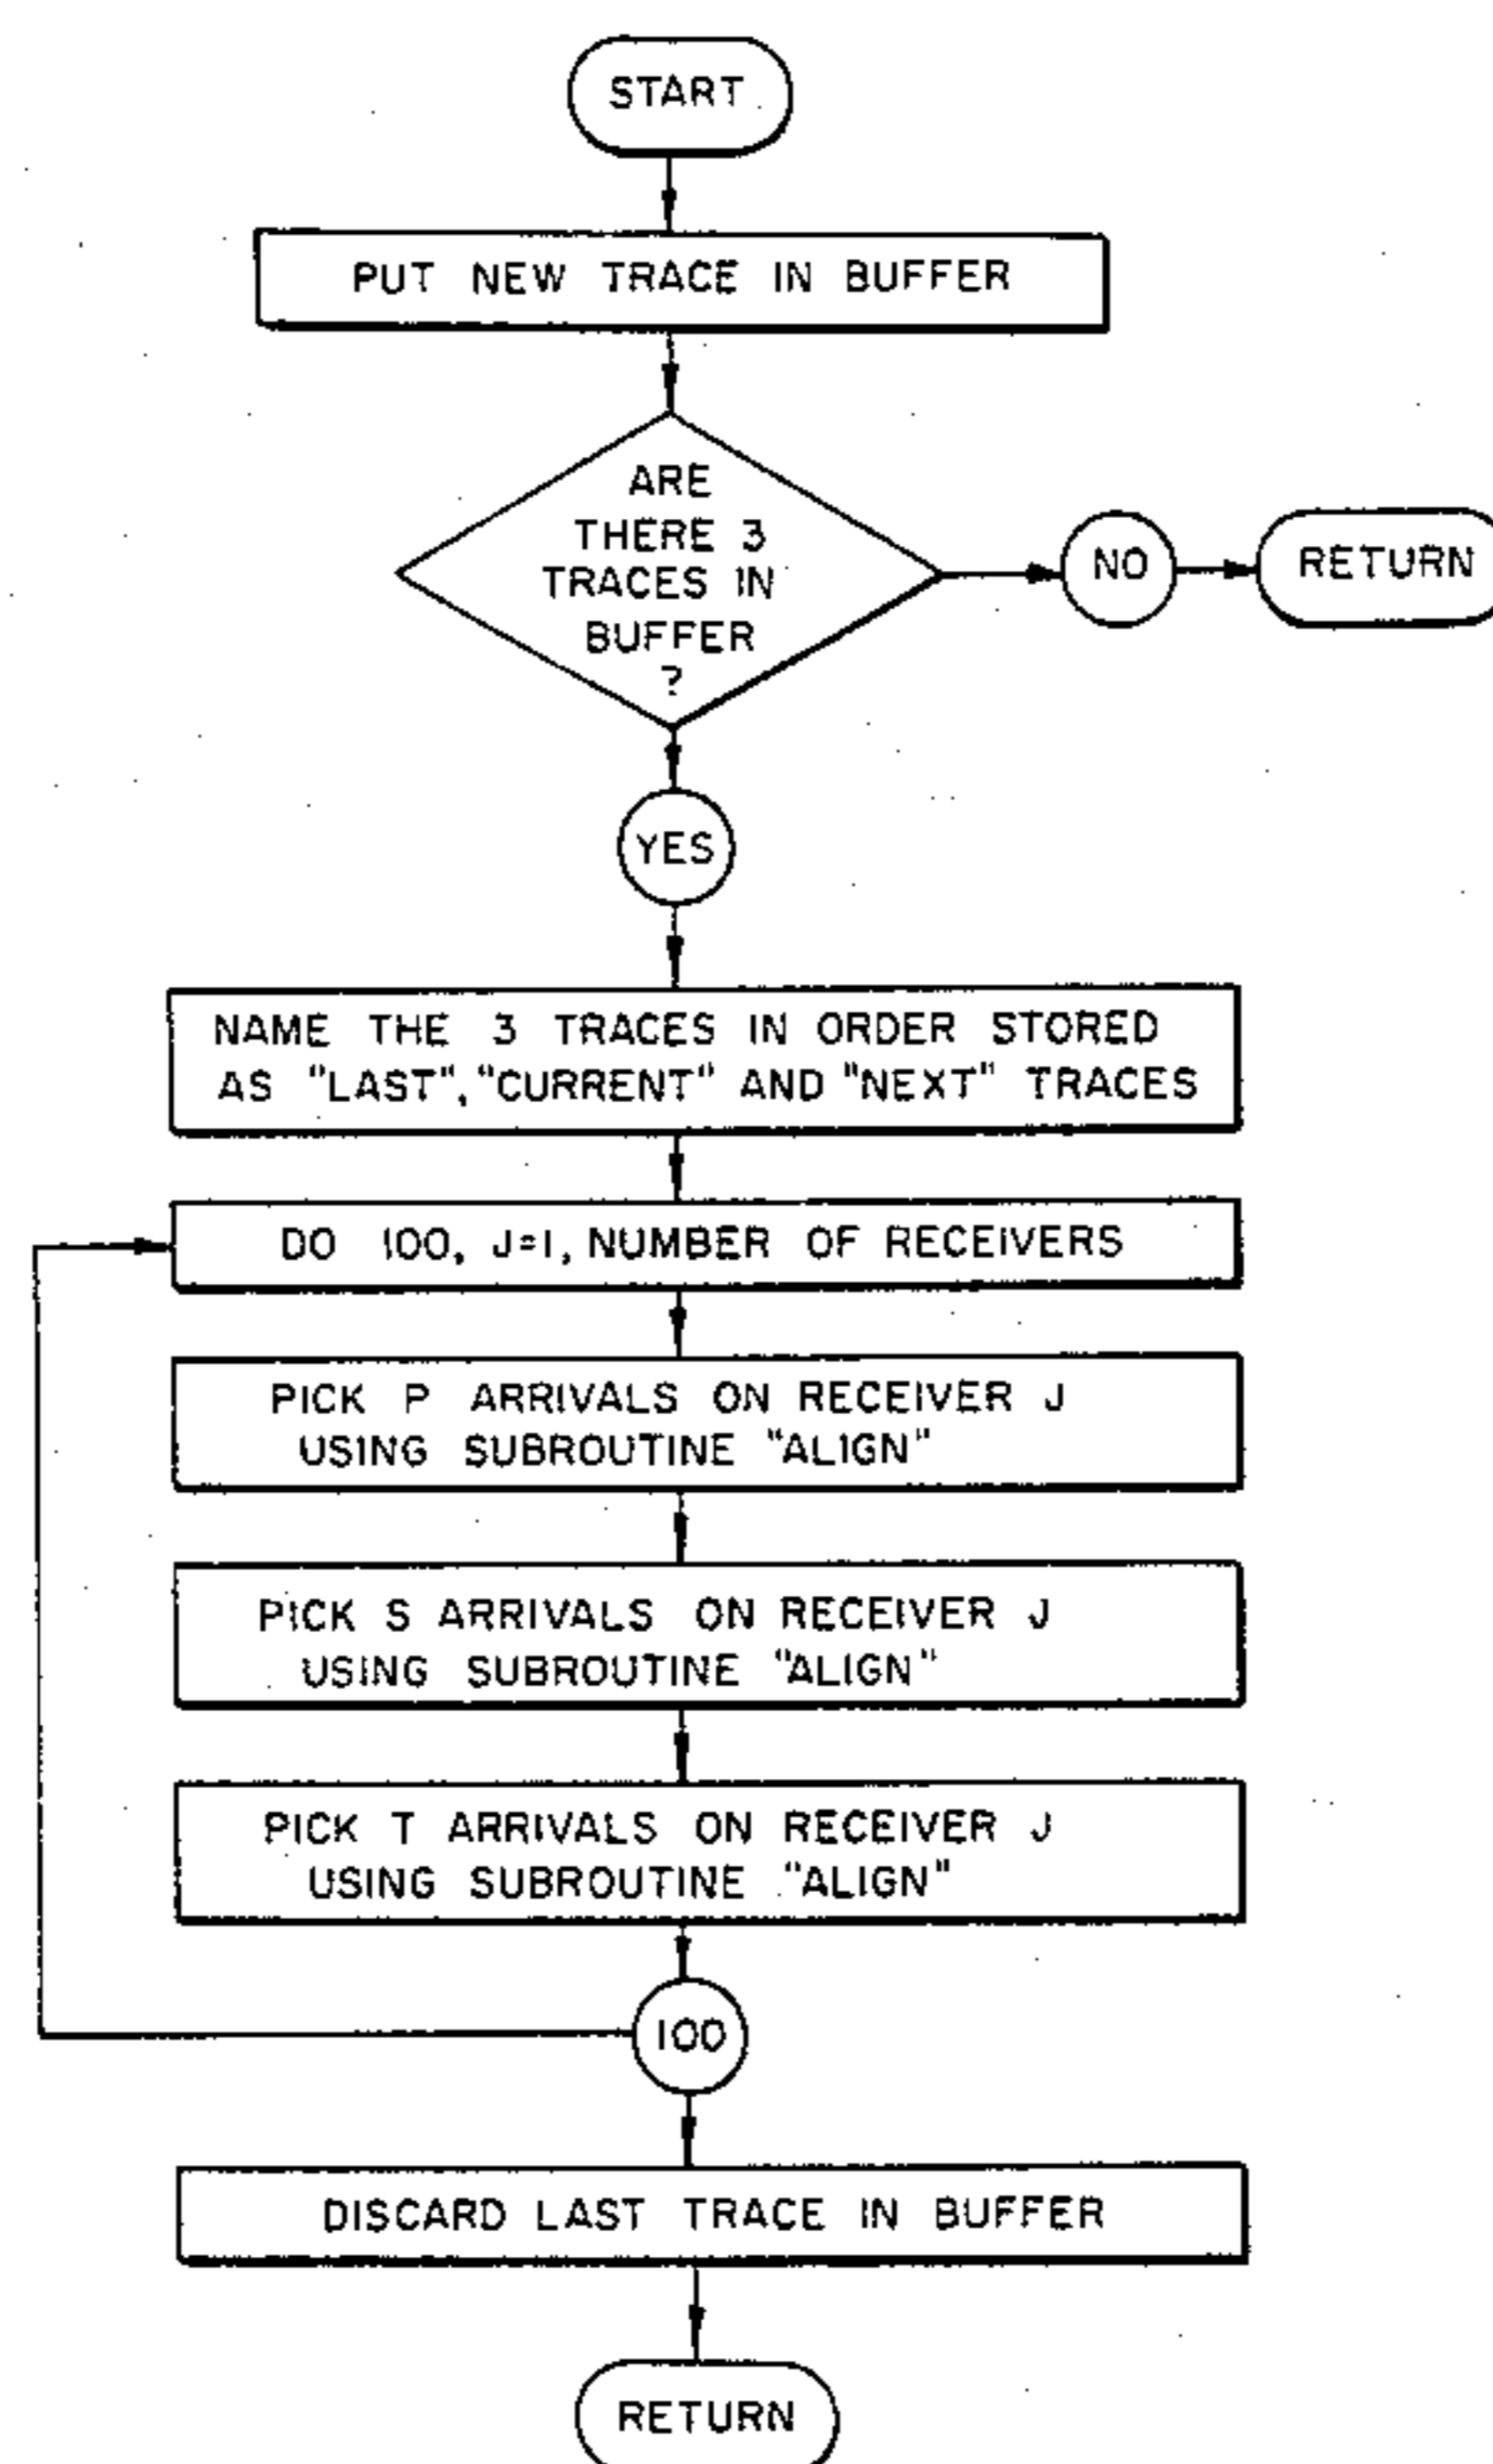 START
PUT NEW TRACE IN BUFFER
ARE
THERE 3
TRACES IN
BUFFER
?
NO
RETURN
YES
NAME THE 3 TRACES IN ORDER STORED
AS "LAST", "CURRENT" AND "NEXT" TRACES
DO 100, J=1, NUMBER OF RECEIVERS
PICK P ARRIVALS ON RECEIVER J
USING SUBROUTINE "ALIGN"
PICK S ARRIVALS ON RECEIVER J
USING SUBROUTINE "ALIGN"
PICK T ARRIVALS ON RECEIVER J
USING SUBROUTINE "ALIGN"
100
DISCARD LAST TRACE IN BUFFER
RETURN